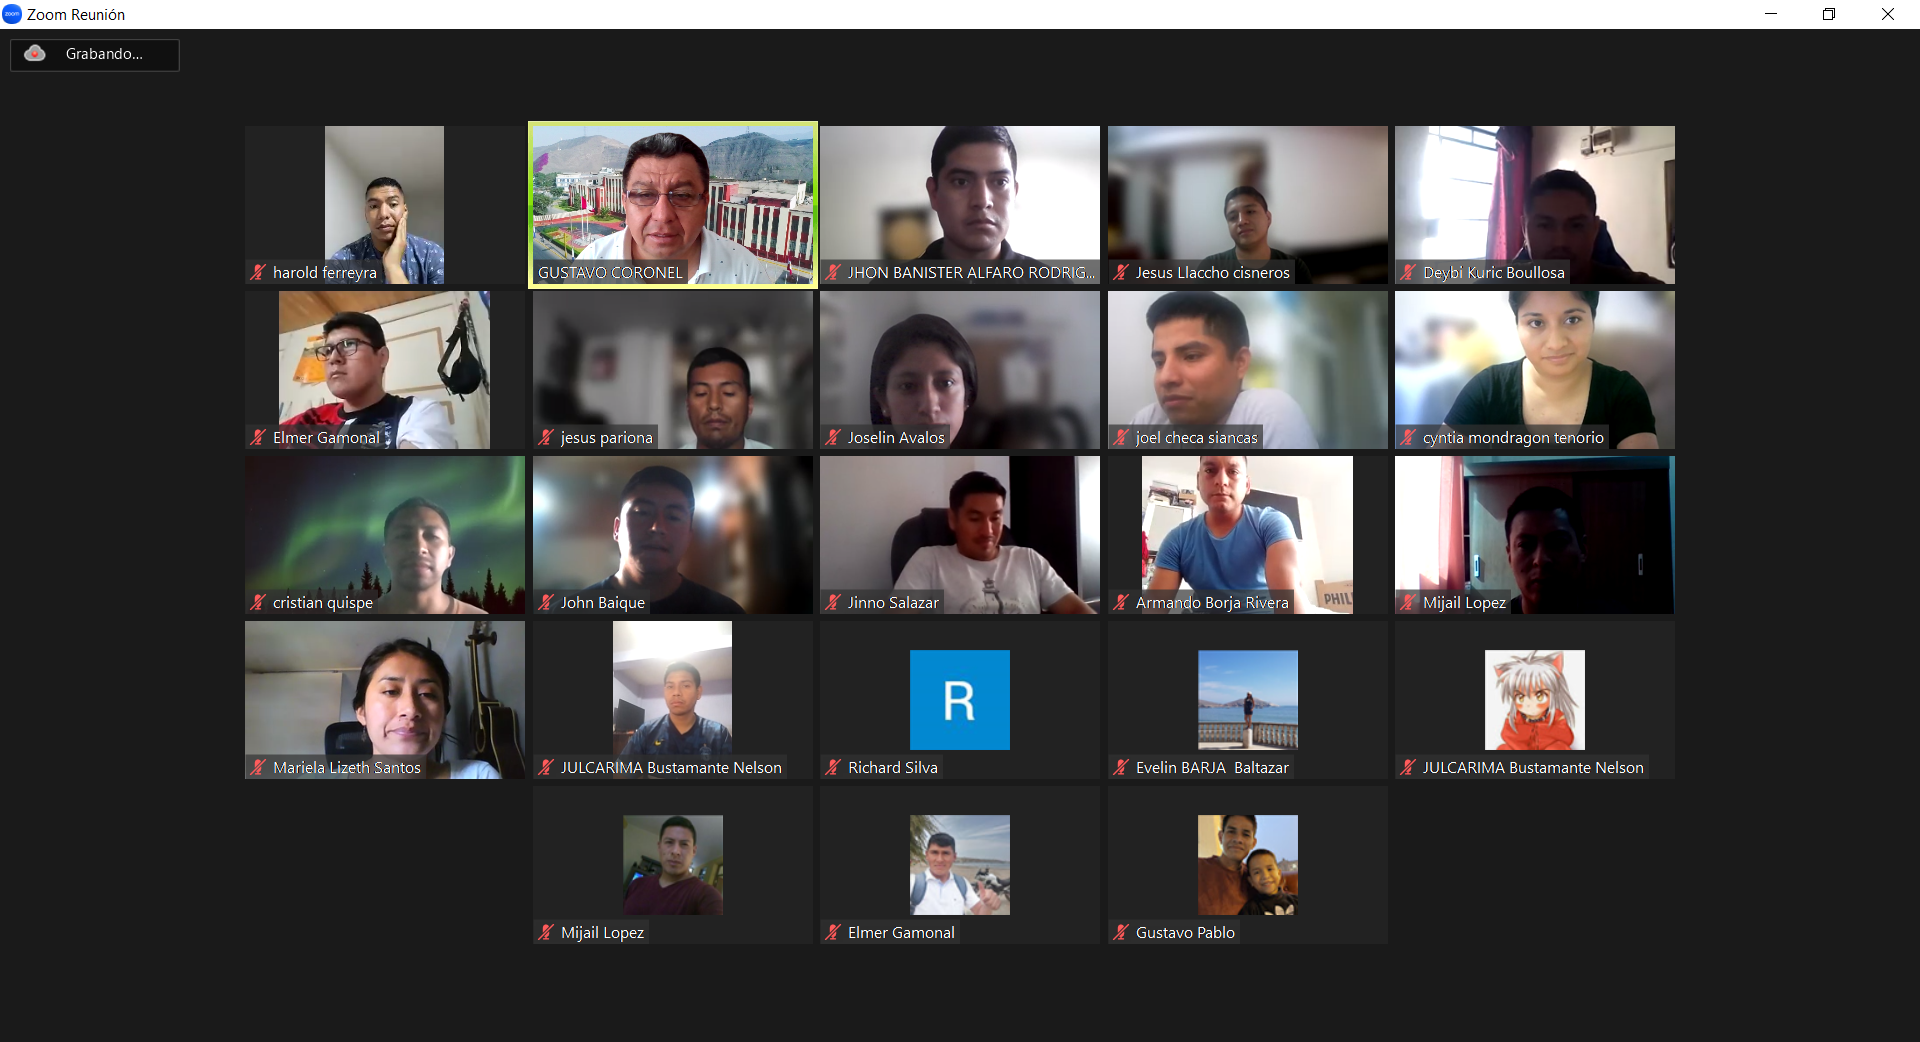 Zoom Reunión
Grabando...
harold ferreyra
GUSTAVO CORONEL
JHON BANISTER ALFARO RODRIG...
Jesus Llaccho cisneros
Deybi Kuric Boullosa
Elmer Gamonal
jesus pariona
Joselin Avalos
joel checa siancas
cyntia mondragon tenorio
cristian quispe
John Baique
Jinno Salazar
PHIL
Armando Borja Rivera
Mijail Lopez
Mariela Lizeth Santos
JULCARIMA Bustamante Nelson
R
Richard Silva
Evelin BARJA  Baltazar
JULCARIMA Bustamante Nelson
Mijail Lopez
Elmer Gamonal
Gustavo Pablo